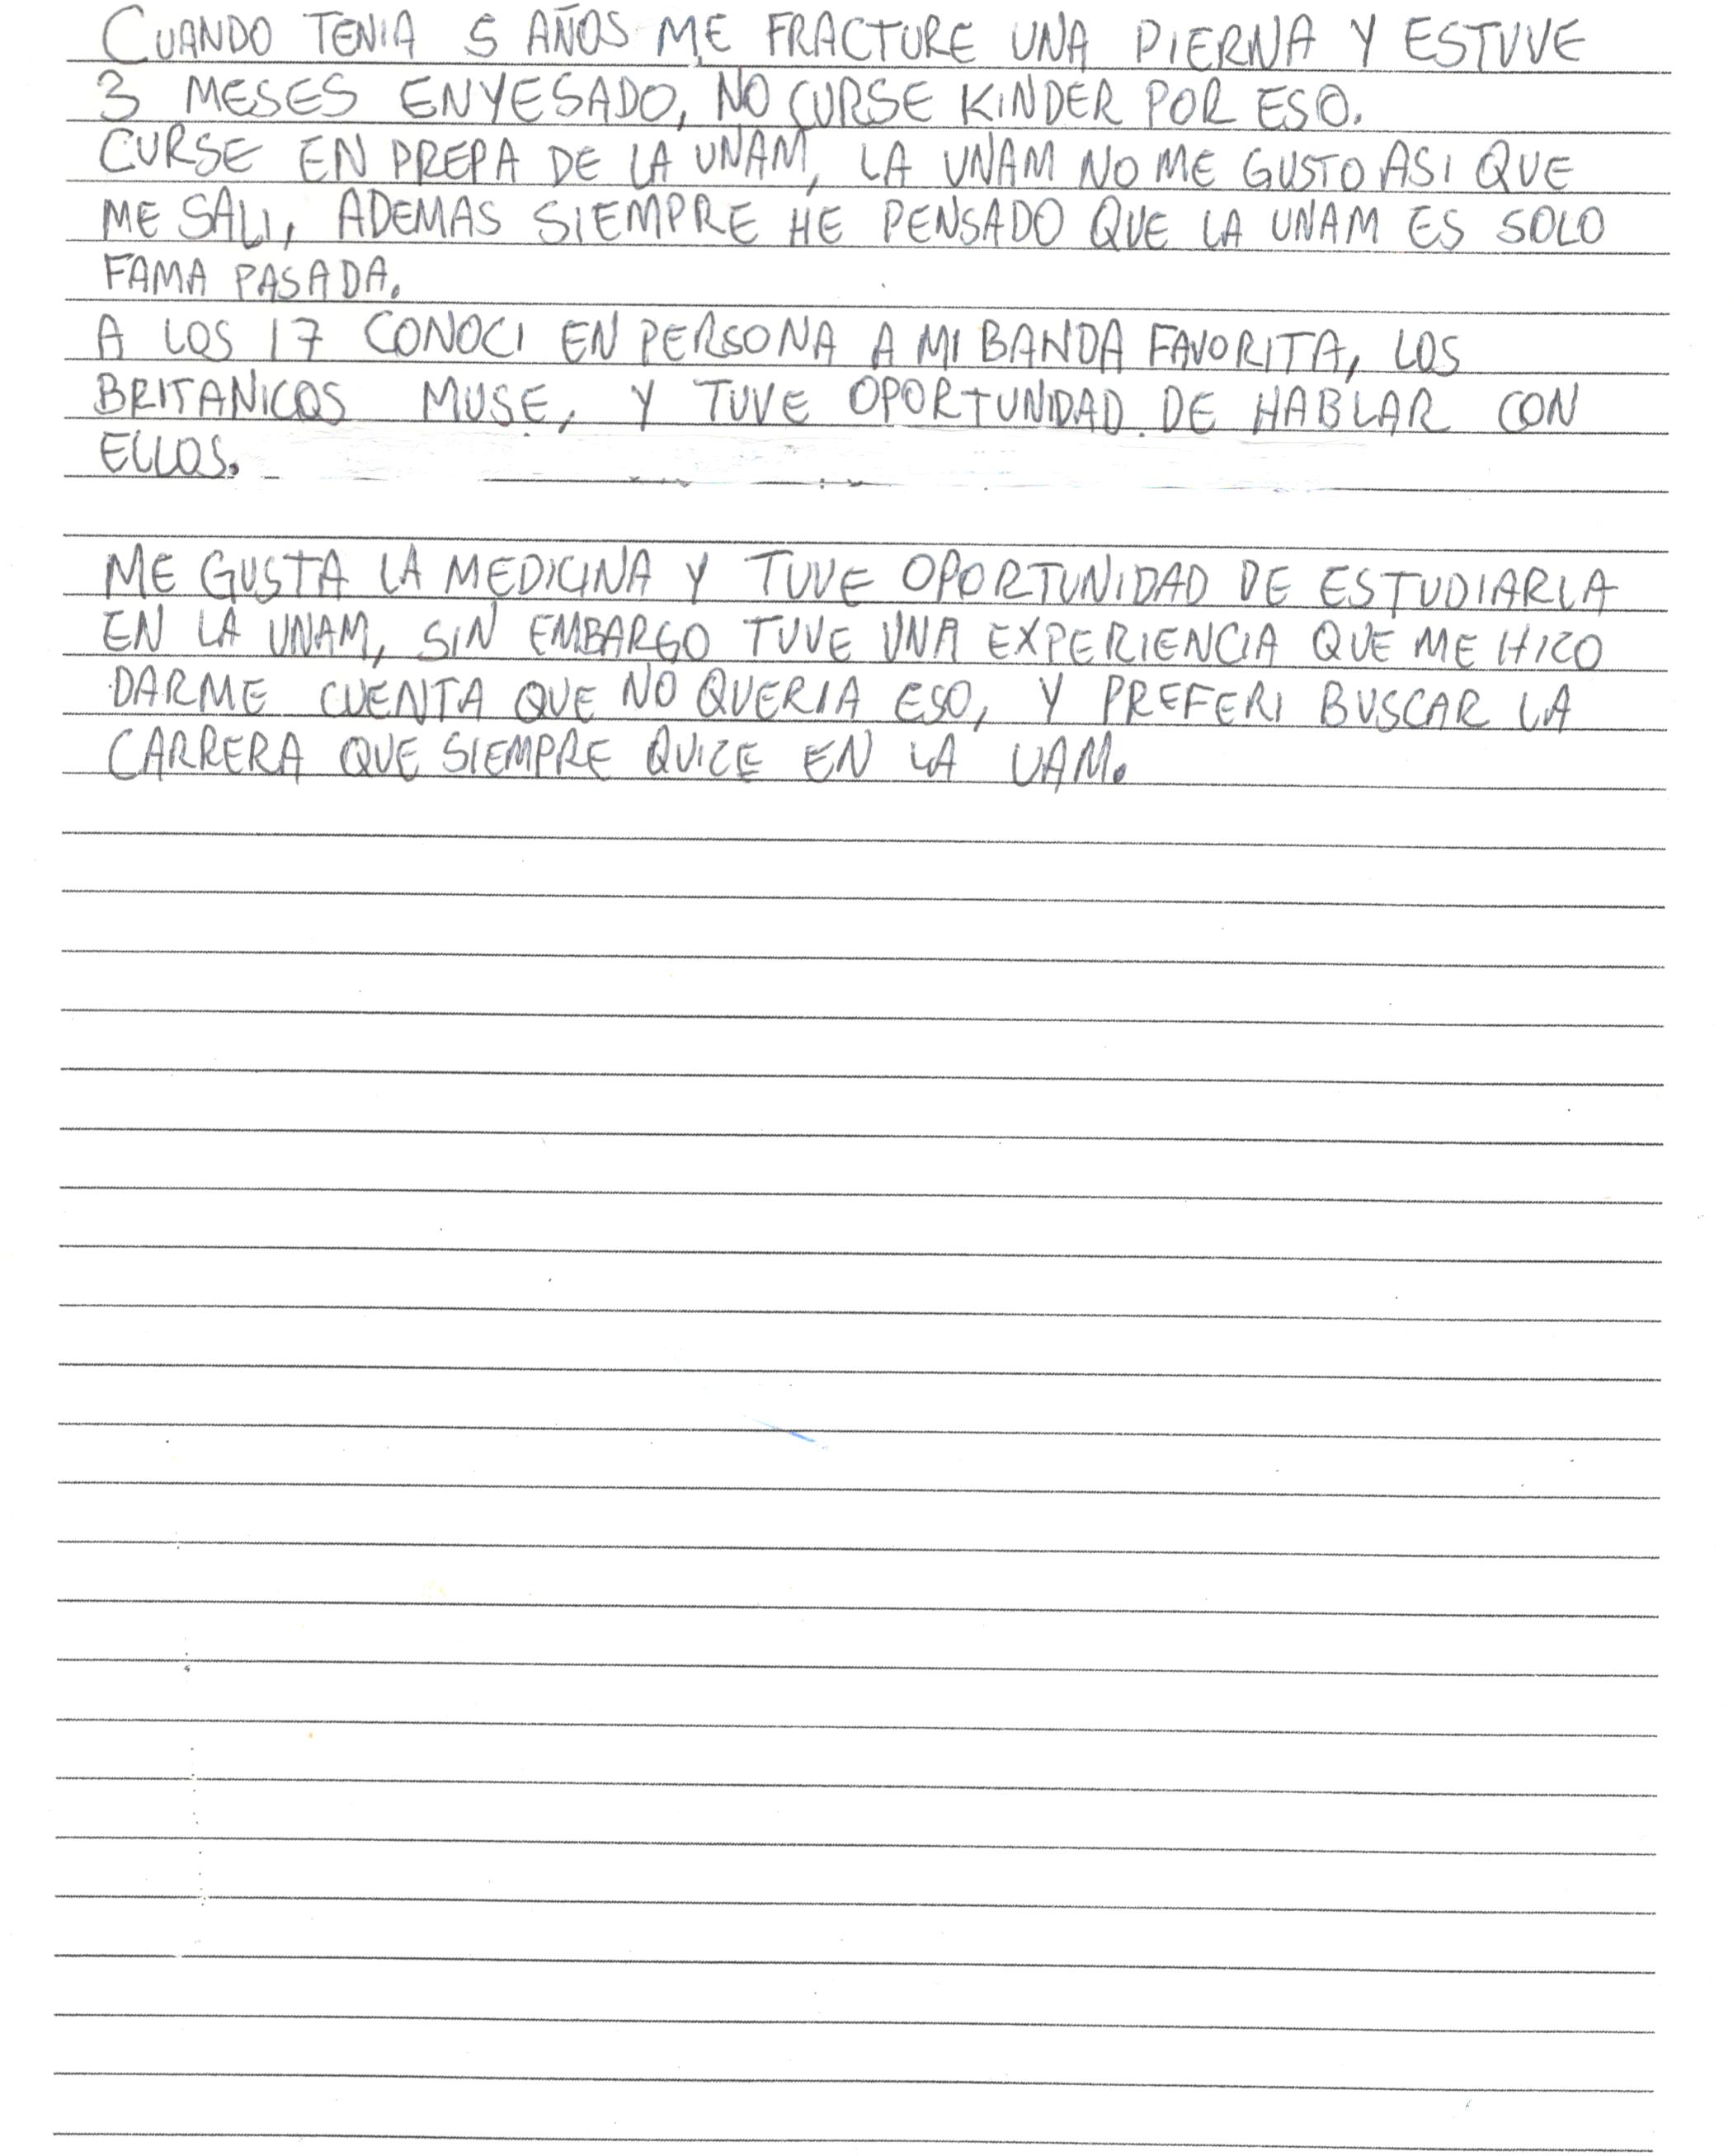 CUANDO TENIA 5 AÑOS ME FRACTURE UNA PIERNA Y ESTUVE
3 MESES ENYESADO, NO CURSE KINDER POR ESO.
CURSE EN PREPA DE LA UNAM, LA UNAM NO ME GUSTO ASI QUE
ME SALI, ADEMAS SIEMPRE HE PENSADO QUE LA UNAM ES SOLO
FAMA PASADA.
A LOS 17 CONOCI EN PERSONA A MI BANDA FAVORITA, LOS
BRITANICOS MUSE, Y TUVE OPORTUNIDAD DE HABLAR CON
ELLOS.
ME GUSTA LA MEDICINA Y TUVE OPORTUNIDAD DE ESTUDIARLA
EN LA UNAM, SIN EMBARGO TUVE UNA EXPERIENCIA QUE ME HIZO
DARME CUENTA QUE NO QUERIA ESO, Y PREFERI BUSCAR LA
CARRERA QUE SIEMPRE QUIZE EN LA UAM.